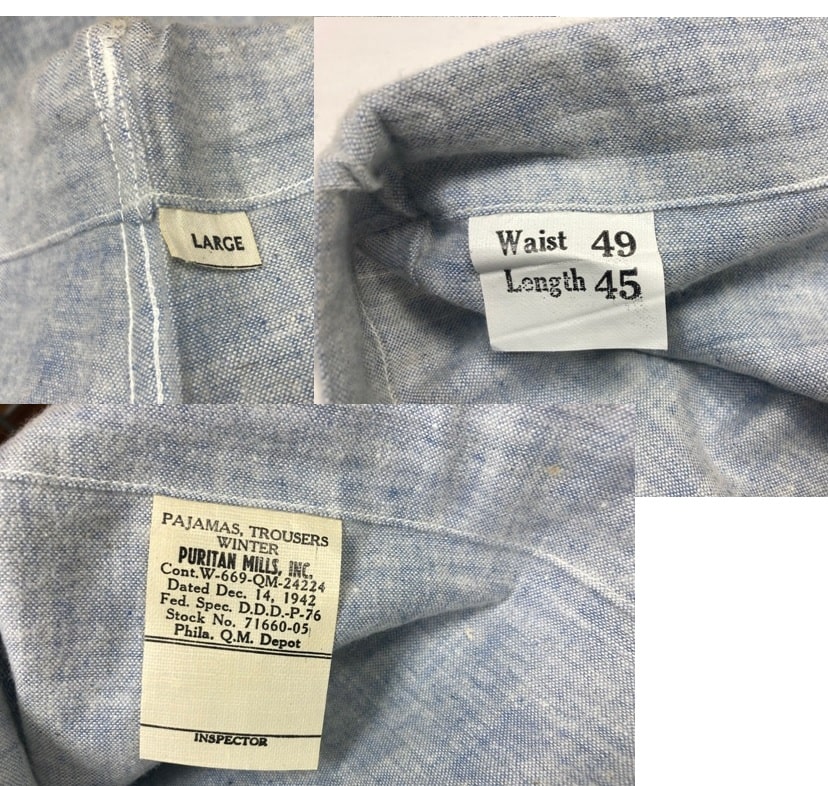 LARGE
Waist 49
Length 45
PAJAMAS, TROUSERS
WINTER
PURITAN MILLS, INC.
Cont.W-669-QM-24224
Dated Dec. 14, 1942
Fed. Spec. D.D.D.-P-76
Stock No. 71660-05
Phila. Q.M. Depot
INSPECTOR